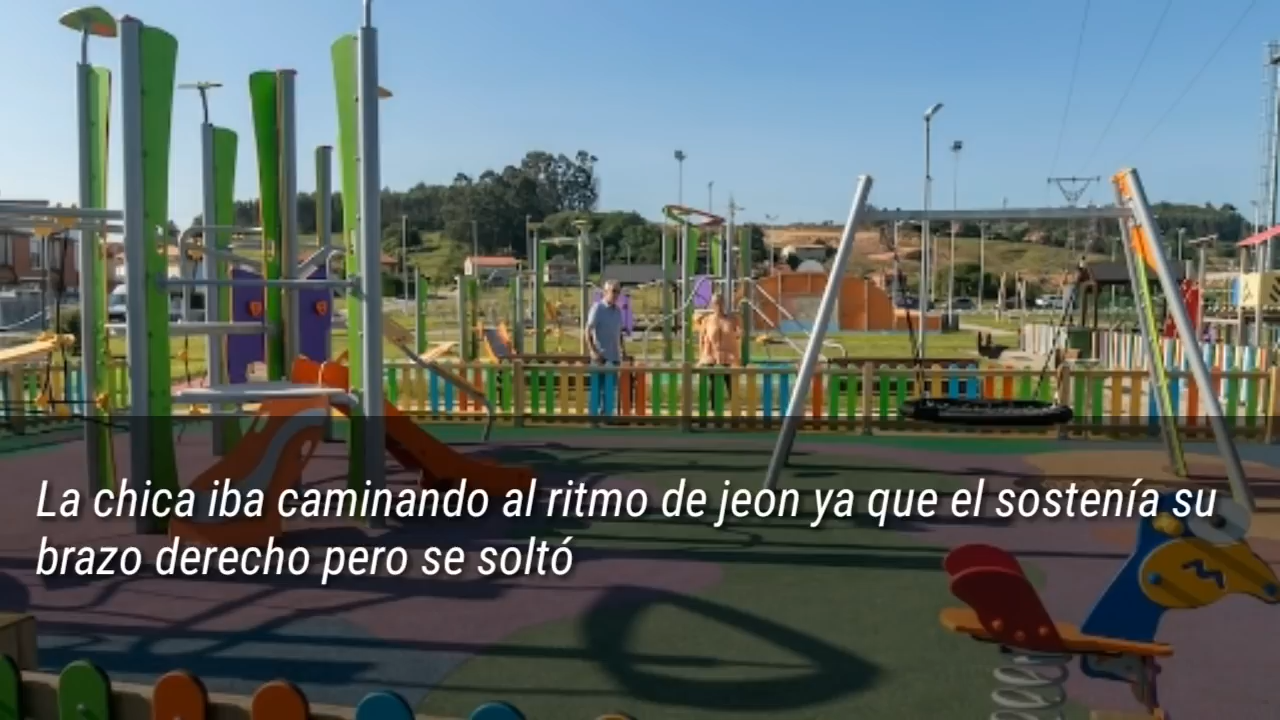 La chica iba caminando al ritmo de jeon ya que el sostenía su
brazo derecho pero se soltó